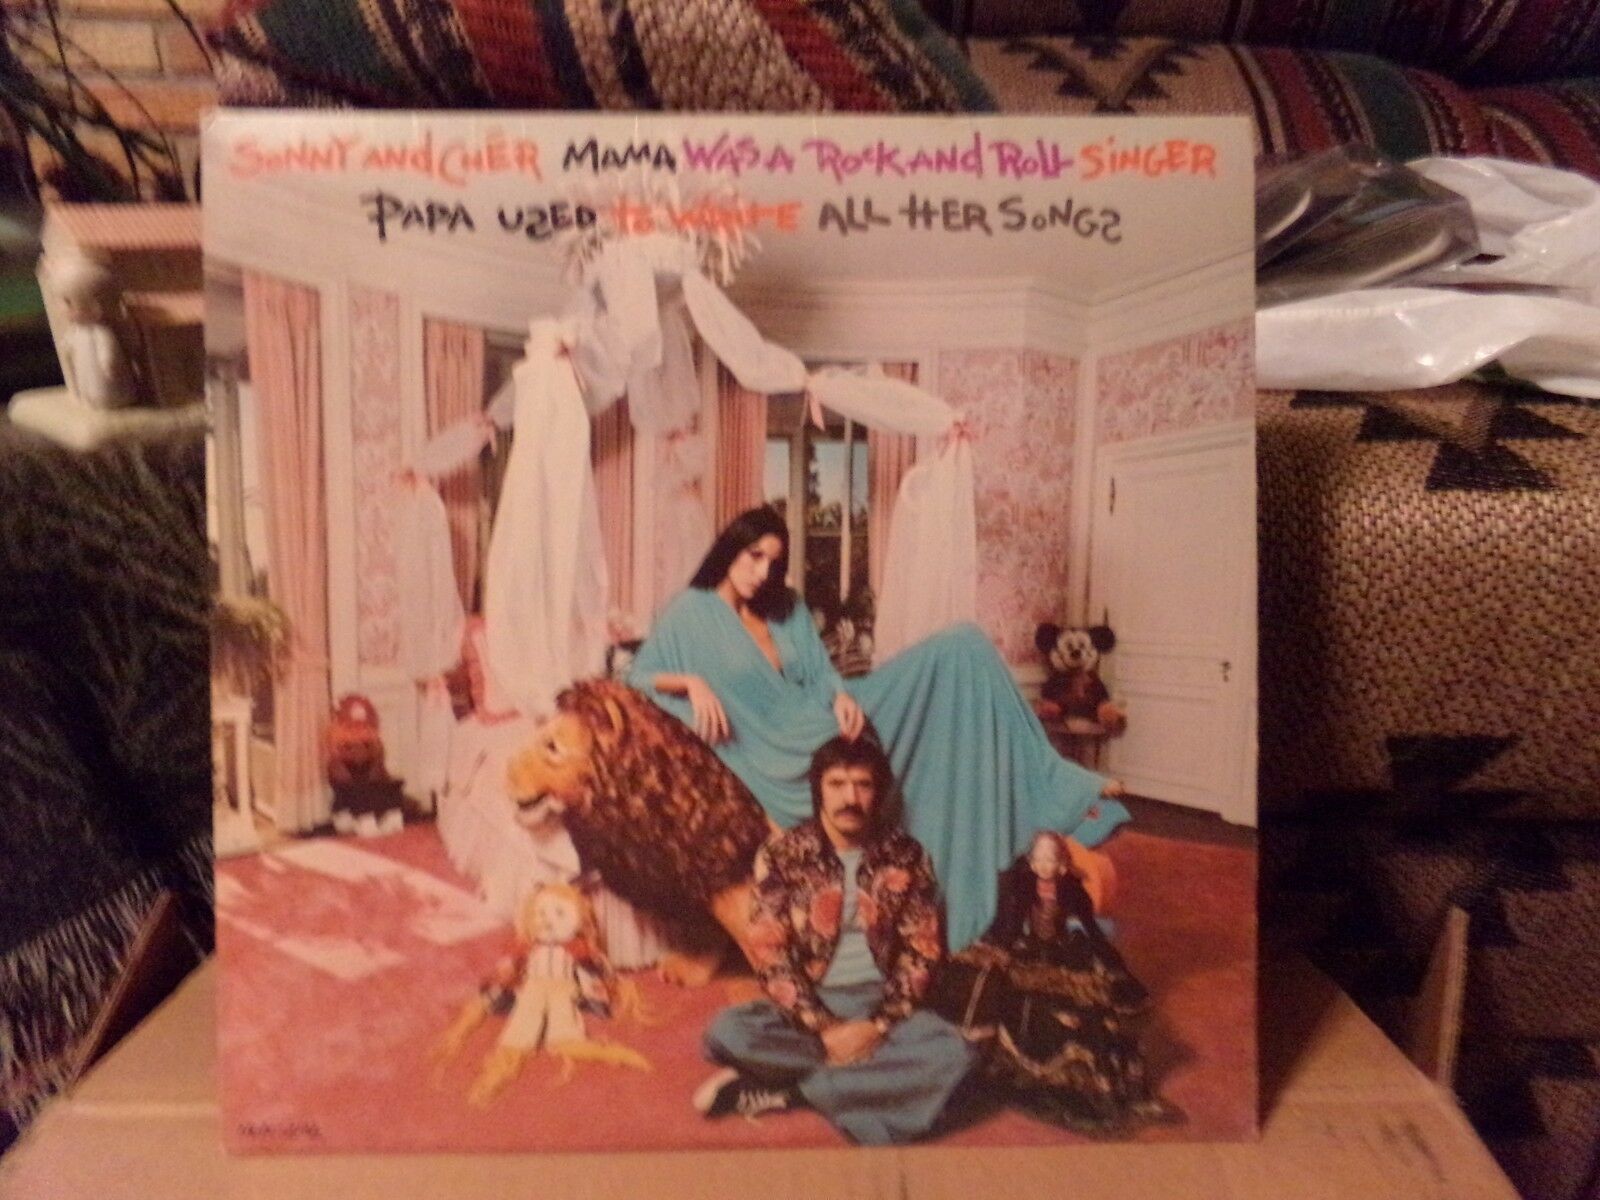 SONNY AND CHER MAMA WAS A ROCK AND ROLL SINGER
PAPA USED to WRITE ALL HER SONGS